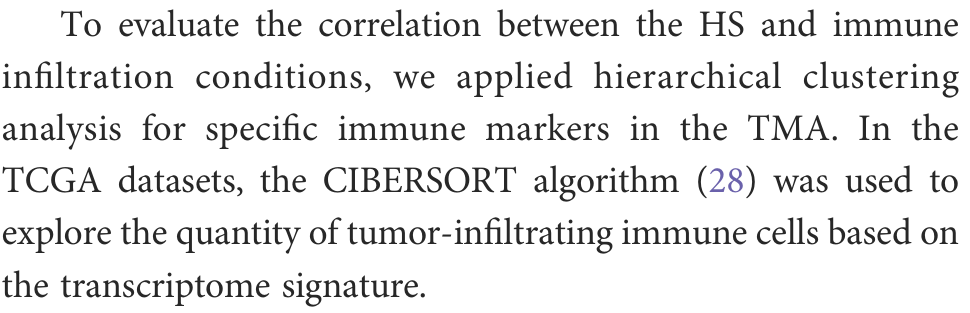 To evaluate the correlation between the HS and immune
infiltration conditions, we applied hierarchical clustering
analysis for specific immune markers in the TMA. In the
TCGA datasets, the CIBERSORT algorithm (28) was used to
explore the quantity of tumor-infiltrating immune cells based on
the transcriptome signature.